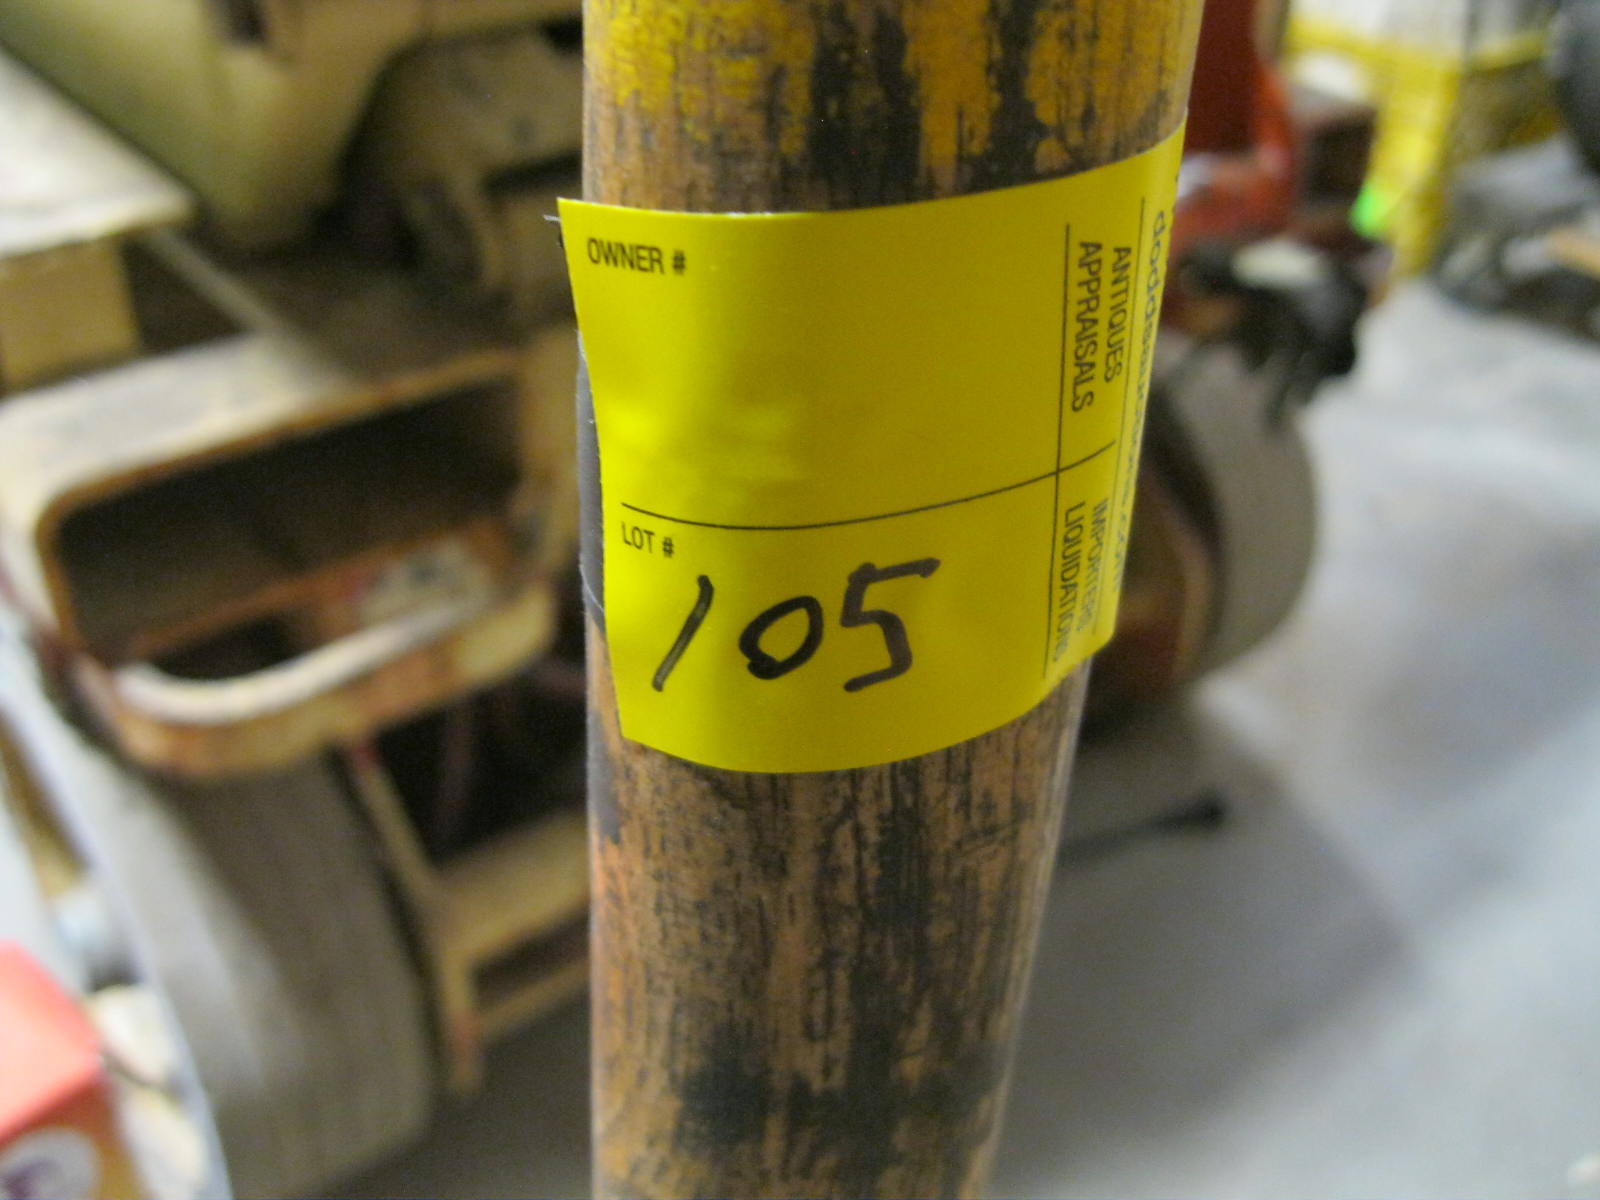 OWNER #
LOT #
105
ANTIQUES
APPRAISALS
IMPORTERS
LIQUIDATIONS